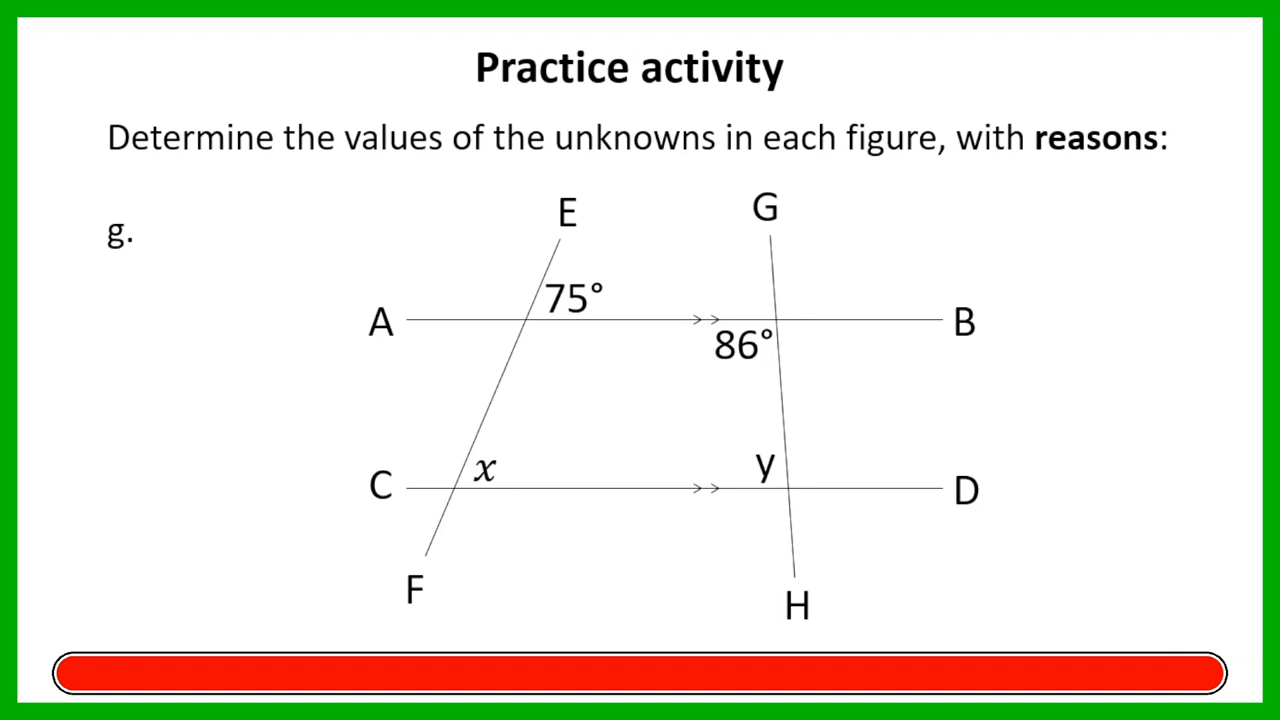 Practice activity
Determine the values of the unknowns in each figure, with reasons:
g.
E
G
75°
A
B
86°
x
y
C
D
F
H